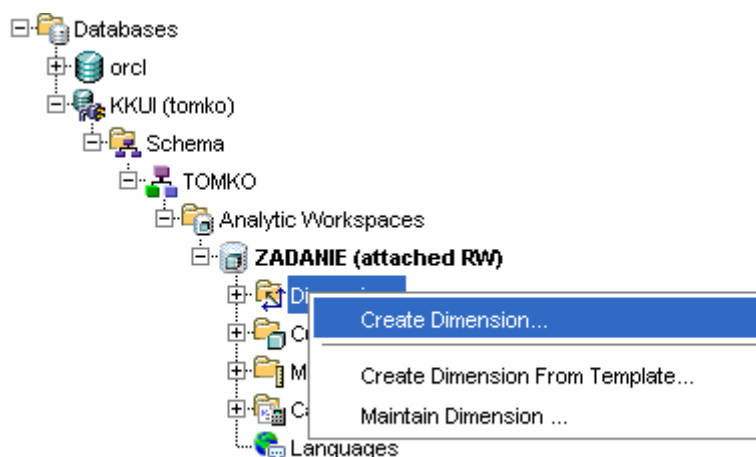 Databases
orcl
KKUI (tomko)
Schema
TOMKO
Analytic Workspaces
ZADANIE (attached RW)
Create Dimension...
Create Dimension From Template...
Maintain Dimension ...
Languages